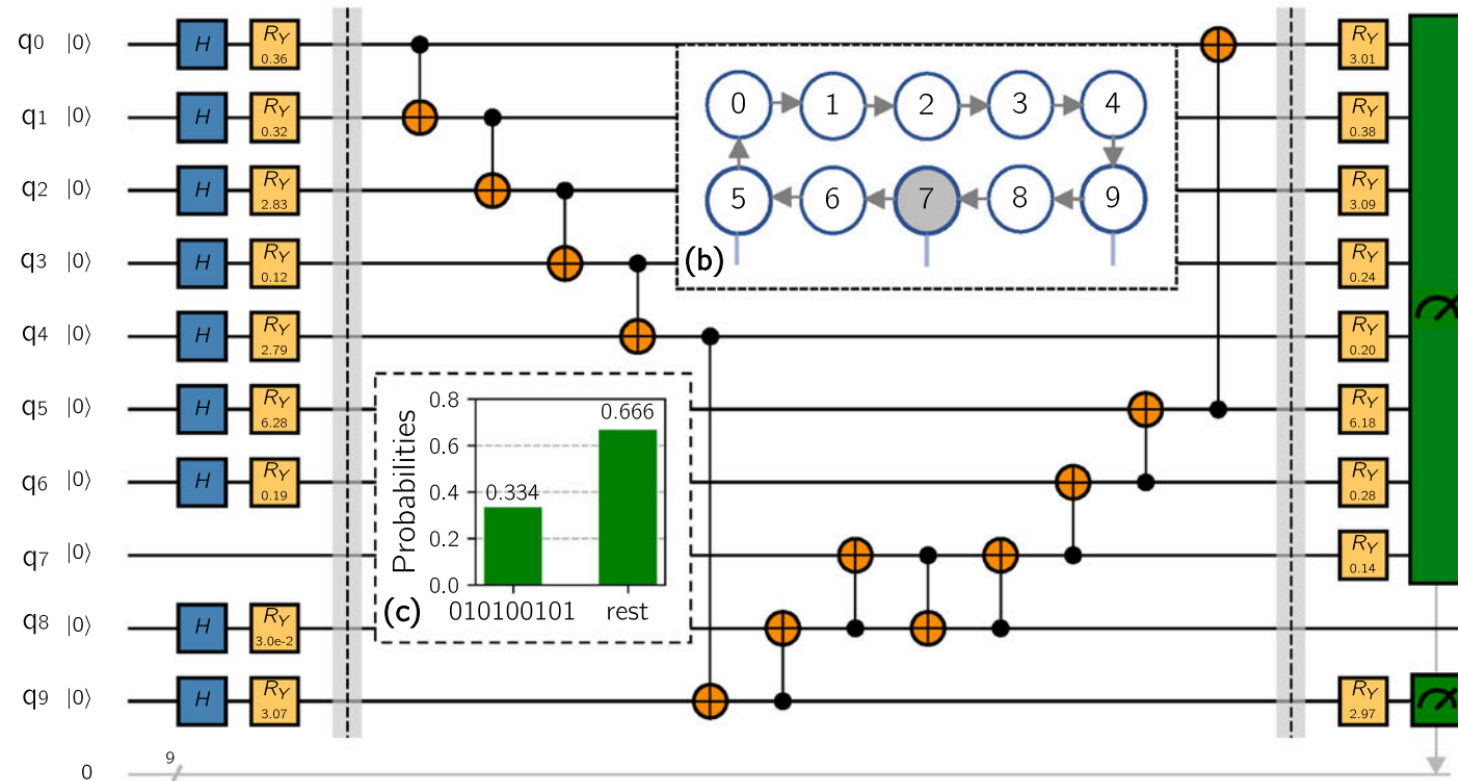 q0 |0⟩ H RY 0.36 RY 3.01
q1 |0⟩ H RY 0.32 RY 0.38
q2 |0⟩ H RY 2.83 RY 3.09
q3 |0⟩ H RY 0.12 RY 0.24
q4 |0⟩ H RY 2.79 RY 0.20
q5 |0⟩ H RY 6.28 RY 6.18
q6 |0⟩ H RY 0.19 RY 0.28
q7 |0⟩ RY 0.14
q8 |0⟩ H RY 3.0e-2
q9 |0⟩ H RY 3.07 RY 2.97
0 9
0 1 2 3 4
5 6 7 8 9
(b)
Probabilities
0.8
0.6
0.4
0.2
0.0
0.334
0.666
010100101 rest
(c)